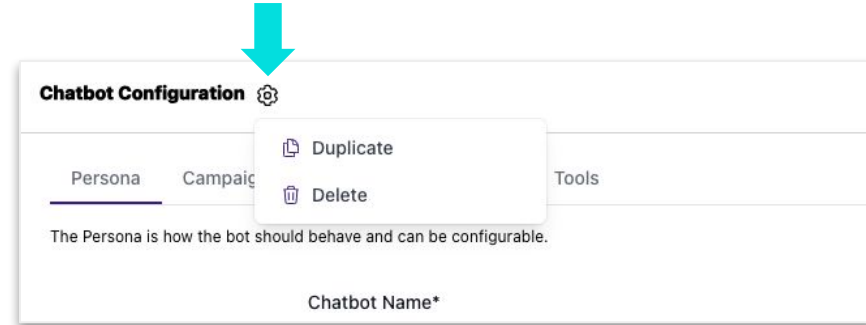 Chatbot Configuration
Duplicate
Persona Campaig Tools
Delete
The Persona is how the bot should behave and can be configurable.
Chatbot Name*